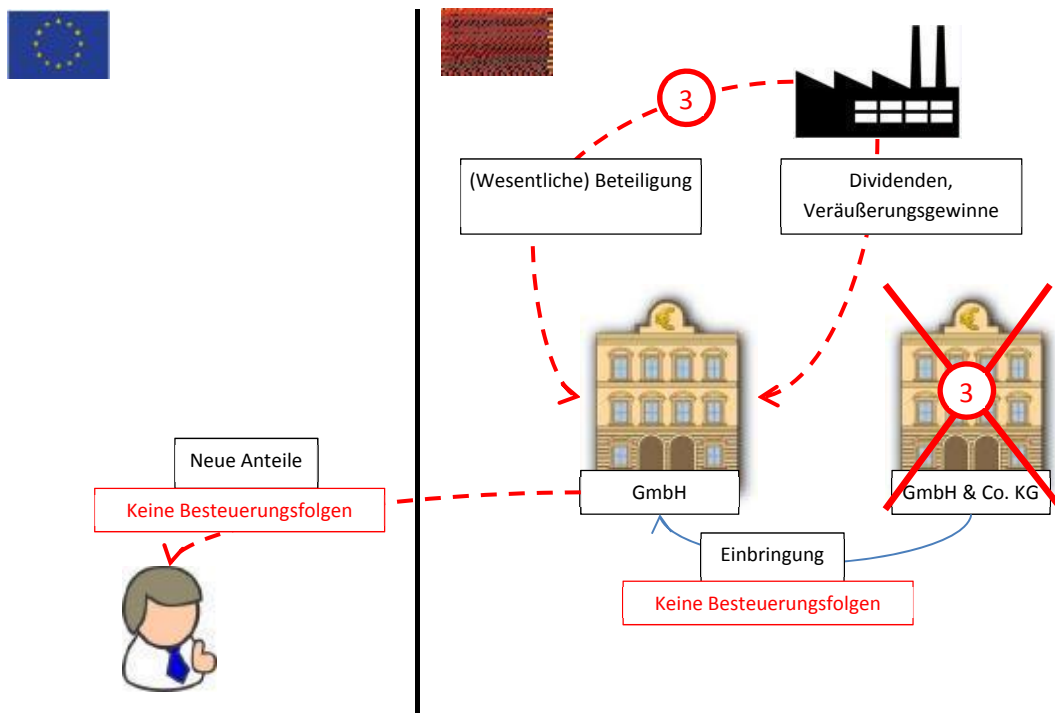 3
(Wesentliche) Beteiligung
Dividenden,
Veräußerungsgewinne
€
€
3
Neue Anteile
Keine Besteuerungsfolgen
GmbH
GmbH & Co. KG
Einbringung
Keine Besteuerungsfolgen